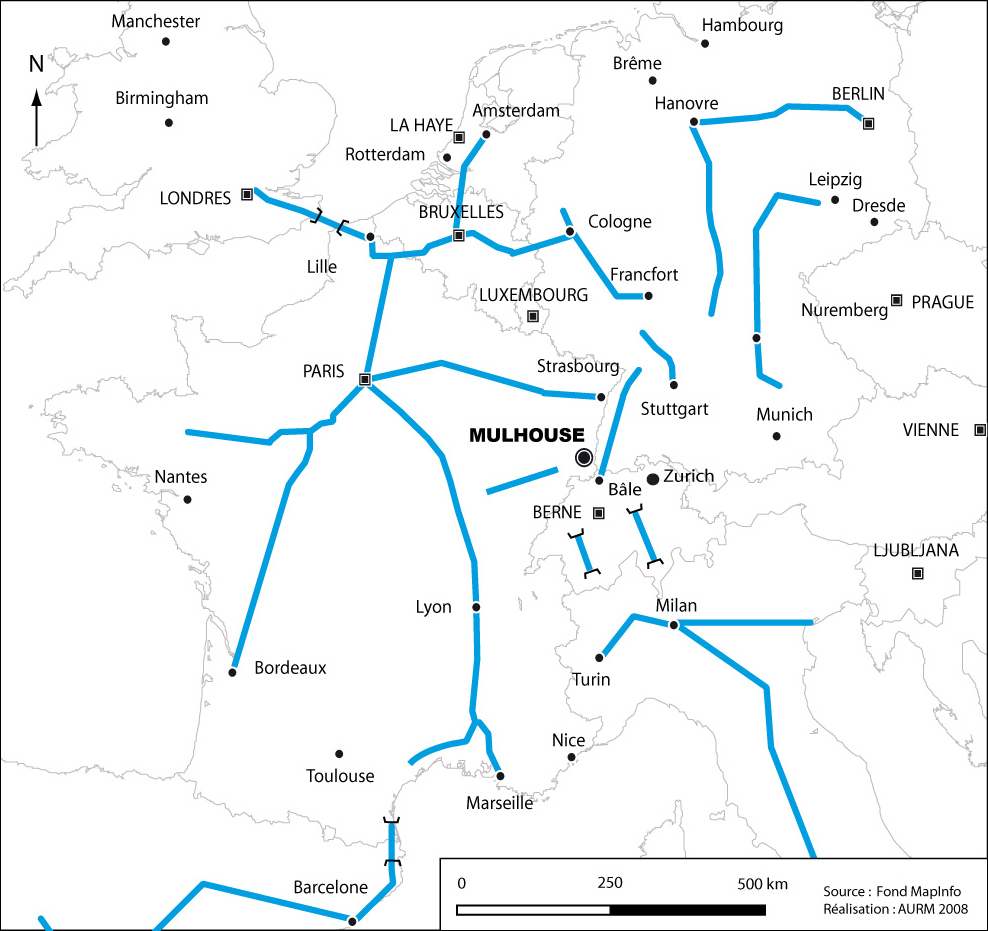 Manchester
Hambourg
N
Brême
Birmingham
BERLIN
Hanovre
Amsterdam
LA HAYE
Rotterdam
Leipzig
LONDRES
Dresde
BRUXELLES
Cologne
Lille
Francfort
LUXEMBOURG
PRAGUE
Nuremberg
PARIS
Strasbourg
Stuttgart
Munich
MULHOUSE
VIENNE
Nantes
Zurich
Bâle
BERNE
LJUBLJANA
Lyon
Milan
Bordeaux
Turin
Nice
Toulouse
Marseille
Barcelone
0 250 500 km
Source : Fond MapInfo
Réalisation : AURM 2008